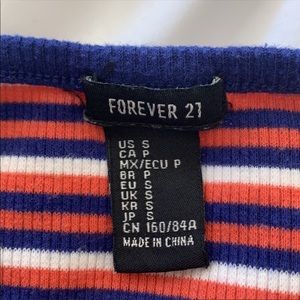 FOREVER 21
US S
CA P
MX/ECU P
BR P
EU S
UK S
KR S
JP S
CN 160/84A
MADE IN CHINA